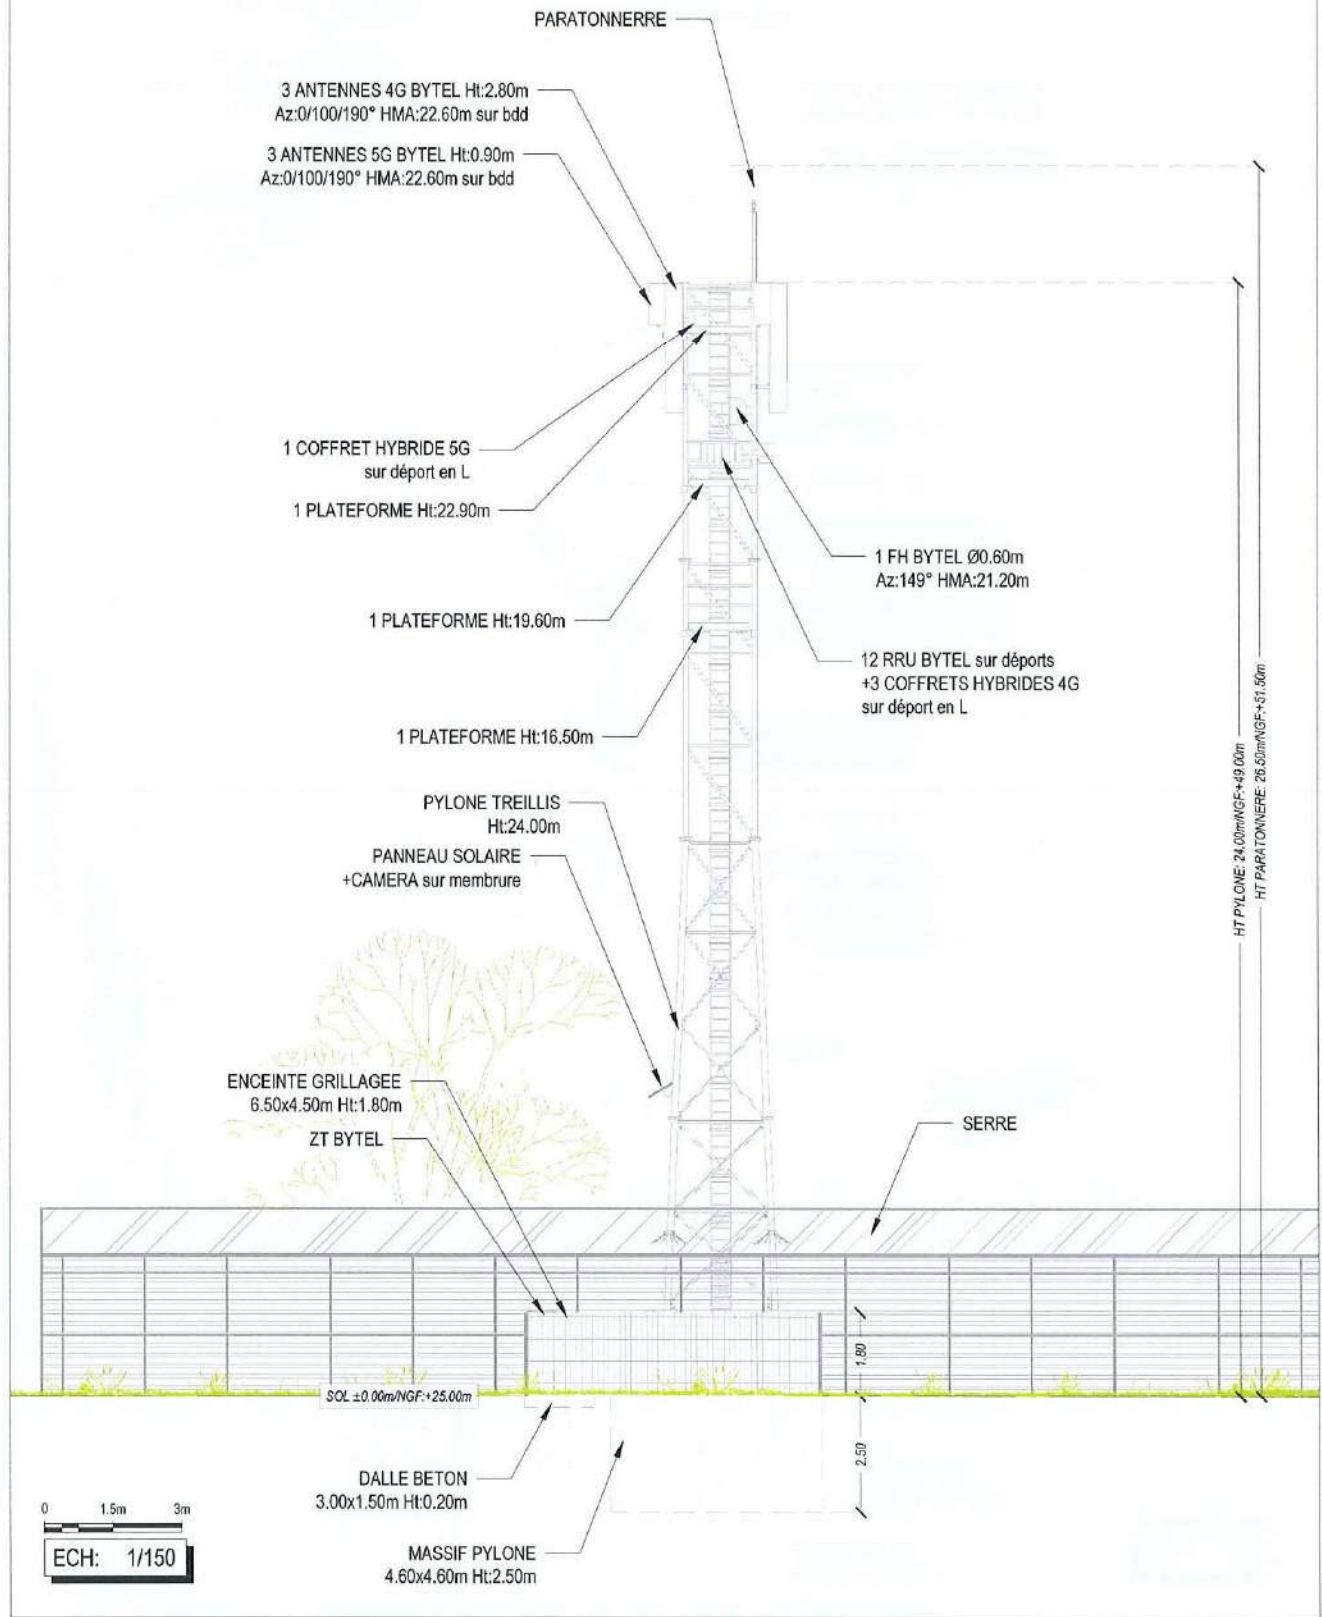 PARATONNERRE
3 ANTENNES 4G BYTEL Ht:2.80m
Az:0/100/190° HMA:22.60m sur bdd
3 ANTENNES 5G BYTEL Ht:0.90m
Az:0/100/190° HMA:22.60m sur bdd
1 COFFRET HYBRIDE 5G
sur déport en L
1 PLATEFORME Ht:22.90m
1 FH BYTEL Ø0.60m
Az:149° HMA:21.20m
1 PLATEFORME Ht:19.60m
12 RRU BYTEL sur déports
+3 COFFRETS HYBRIDES 4G
sur déport en L
1 PLATEFORME Ht:16.50m
HT PYLONE: 24.00m/NGF:+49.00m
HT PARATONNERE: 26.50m/NGF:+51.50m
PYLONE TREILLIS
Ht:24.00m
PANNEAU SOLAIRE
+CAMERA sur membrure
ENCEINTE GRILLAGEE
6.50x4.50m Ht:1.80m
ZT BYTEL
SERRE
1.80
SOL ±0.00m/NGF:+25.00m
2.50
DALLE BETON
3.00x1.50m Ht:0.20m
MASSIF PYLONE
4.60x4.60m Ht:2.50m
0 1.5m 3m
ECH: 1/150